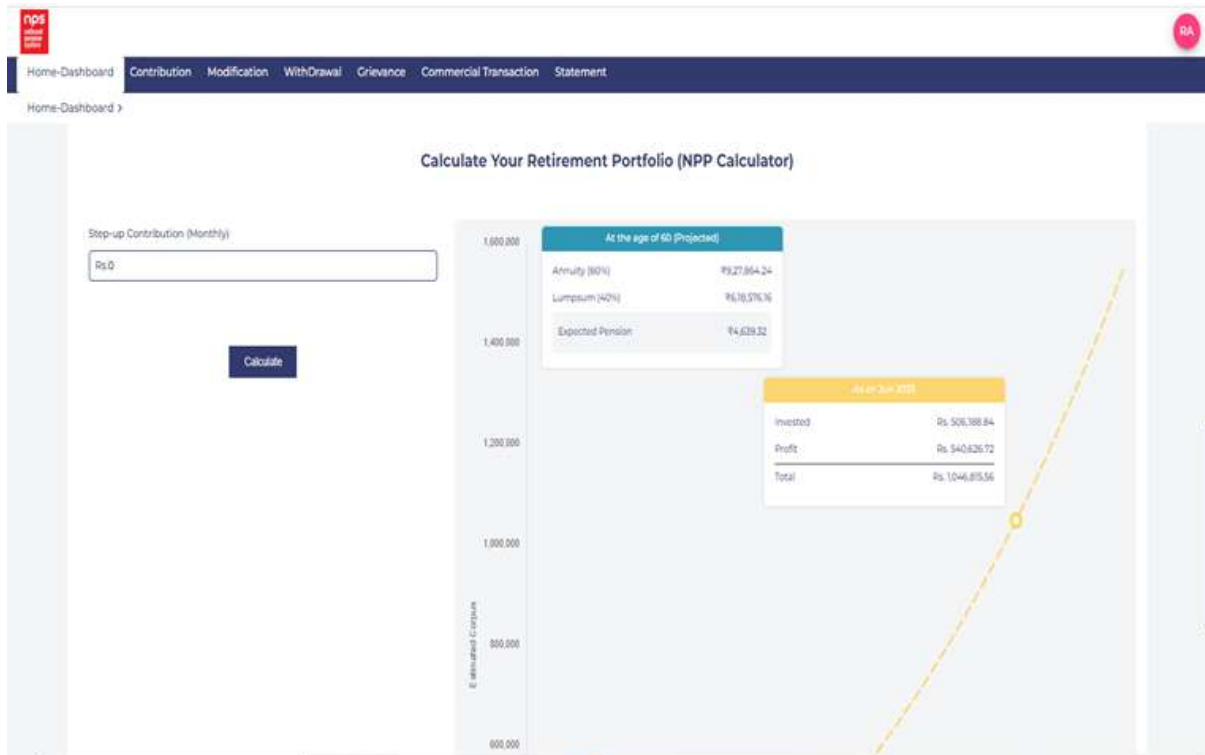 nps
RA
Home-Dashboard Contribution Modification WithDrawal Grievance Commercial Transaction Statement
Home-Dashboard >
Calculate Your Retirement Portfolio (NPP Calculator)
Step-up Contribution (Monthly)
Rs.0
Calculate
1,600,000
1,400,000
1,200,000
1,000,000
800,000
600,000
Estimated Corpus
At the age of 60 (Projected)
Annuity (60%) ₹9,27,864.24
Lumpsum (40%) ₹6,18,576.16
Expected Pension ₹4,639.32
As on Jun
Invested Rs. 506,188.84
Profit Rs. 540,626.72
Total Rs. 1,046,815.56